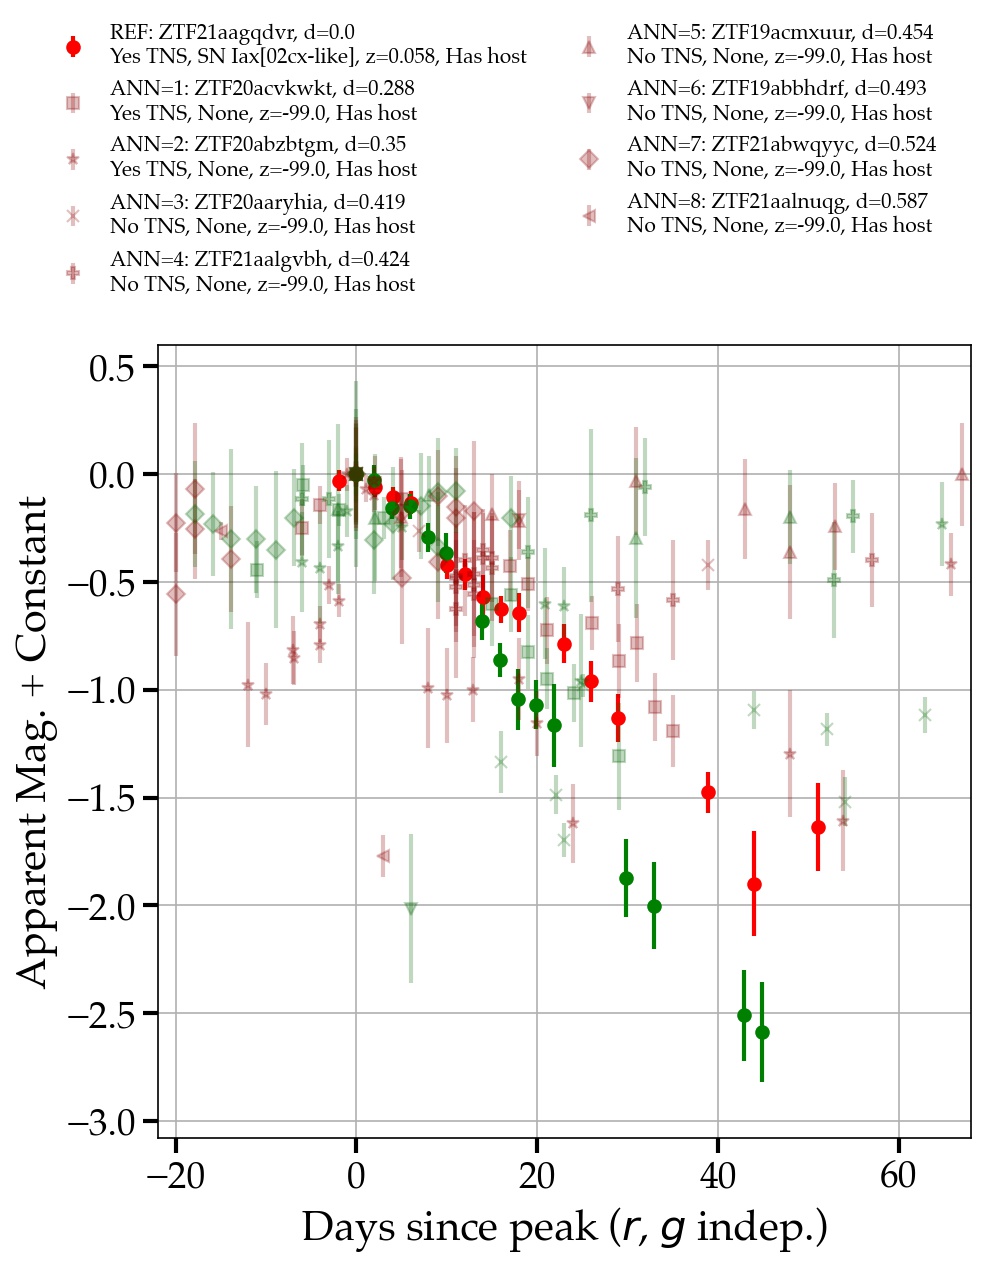 REF: ZTF21aagqdvr, d=0.0
Yes TNS, SN Iax[02cx-like], z=0.058, Has host
ANN=1: ZTF20acvkwkt, d=0.288
Yes TNS, None, z=-99.0, Has host
ANN=2: ZTF20abzbtgm, d=0.35
Yes TNS, None, z=-99.0, Has host
ANN=3: ZTF20aaryhia, d=0.419
No TNS, None, z=-99.0, Has host
ANN=4: ZTF21aalgvbh, d=0.424
No TNS, None, z=-99.0, Has host
ANN=5: ZTF19acmxuur, d=0.454
No TNS, None, z=-99.0, Has host
ANN=6: ZTF19abbhdrf, d=0.493
No TNS, None, z=-99.0, Has host
ANN=7: ZTF21abwqyyc, d=0.524
No TNS, None, z=-99.0, Has host
ANN=8: ZTF21aalnuqg, d=0.587
No TNS, None, z=-99.0, Has host
Apparent Mag. + Constant
0.5
0.0
−0.5
−1.0
−1.5
−2.0
−2.5
−3.0
−20 0 20 40 60
Days since peak (r, g indep.)